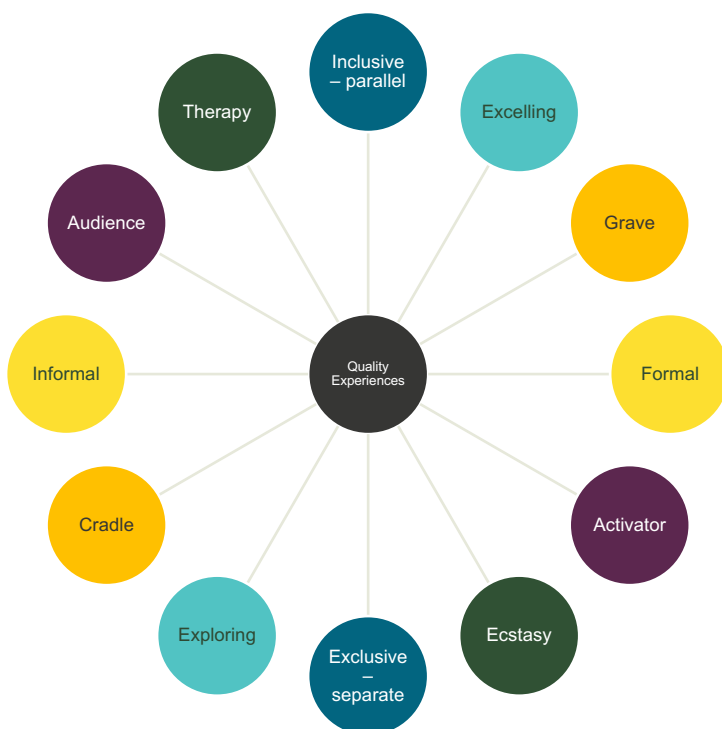 Inclusive
– parallel
Excelling
Grave
Formal
Activator
Ecstasy
Exclusive
–
separate
Exploring
Cradle
Informal
Audience
Therapy
Quality
Experiences